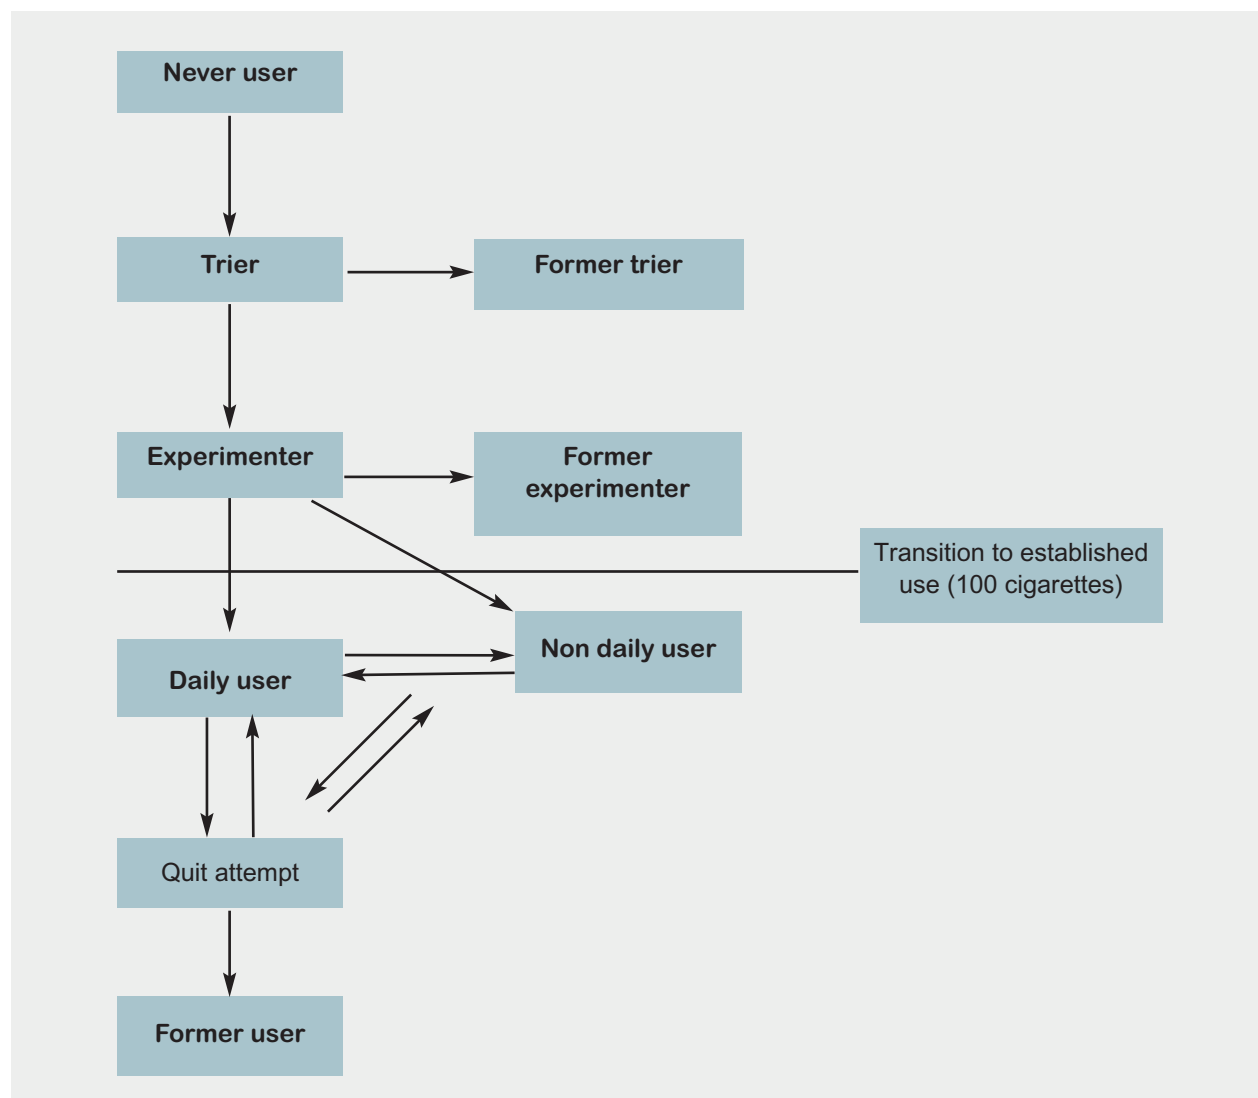 Never user
Trier
Former trier
Experimenter
Former
experimenter
Transition to established
use (100 cigarettes)
Non daily user
Daily user
Quit attempt
Former user